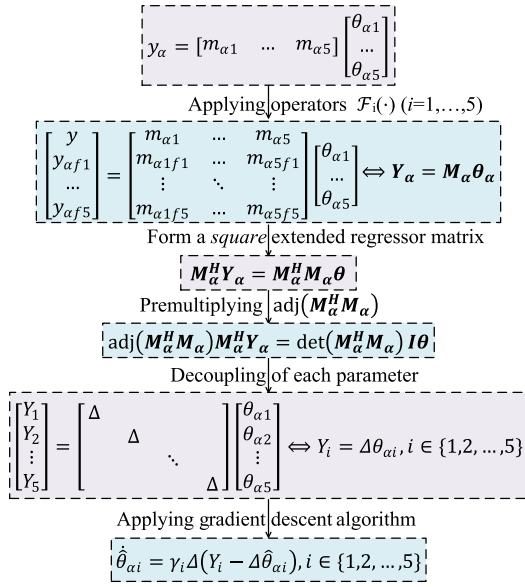 y_α = [m_α1 … m_α5] [θ_α1 … θ_α5]
Applying operators ℱ_i(·) (i=1,…,5)
[y y_αf1 … y_αf5] = [m_α1 … m_α5 m_α1f1 … m_α5f1 ⋮ ⋱ ⋮ m_α1f5 … m_α5f5] [θ_α1 … θ_α5] ⇔ Y_α = M_αθ_α
Form a square extended regressor matrix
M_α^H Y_α = M_α^H M_α θ
Premultiplying adj(M_α^H M_α)
adj(M_α^H M_α)M_α^H Y_α = det(M_α^H M_α) Iθ
Decoupling of each parameter
[Y_1 Y_2 ⋮ Y_5] = [Δ Δ ⋱ Δ] [θ_α1 θ_α2 ⋮ θ_α5] ⇔ Y_i = Δθ_αi, i ∈ {1,2, … ,5}
Applying gradient descent algorithm
θ̂̇_αi = γ_iΔ(Y_i − Δθ̂_αi), i ∈ {1,2, … ,5}